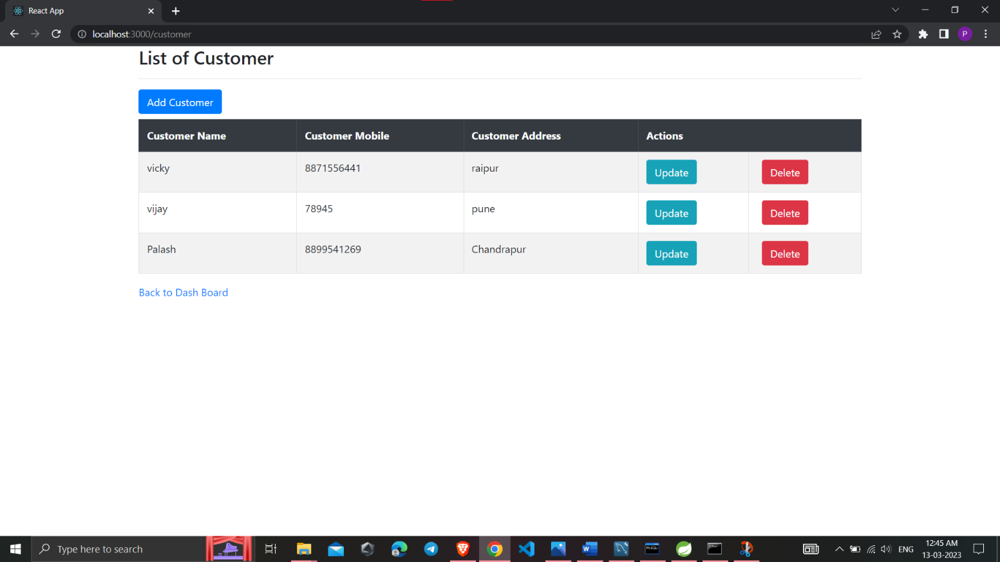 React App
localhost:3000/customer
P
List of Customer
Add Customer
Customer Name Customer Mobile Customer Address Actions
vicky 8871556441 raipur Update Delete
vijay 78945 pune Update Delete
Palash 8899541269 Chandrapur Update Delete
Back to Dash Board
Type here to search
ENG
12:45 AM
13-03-2023